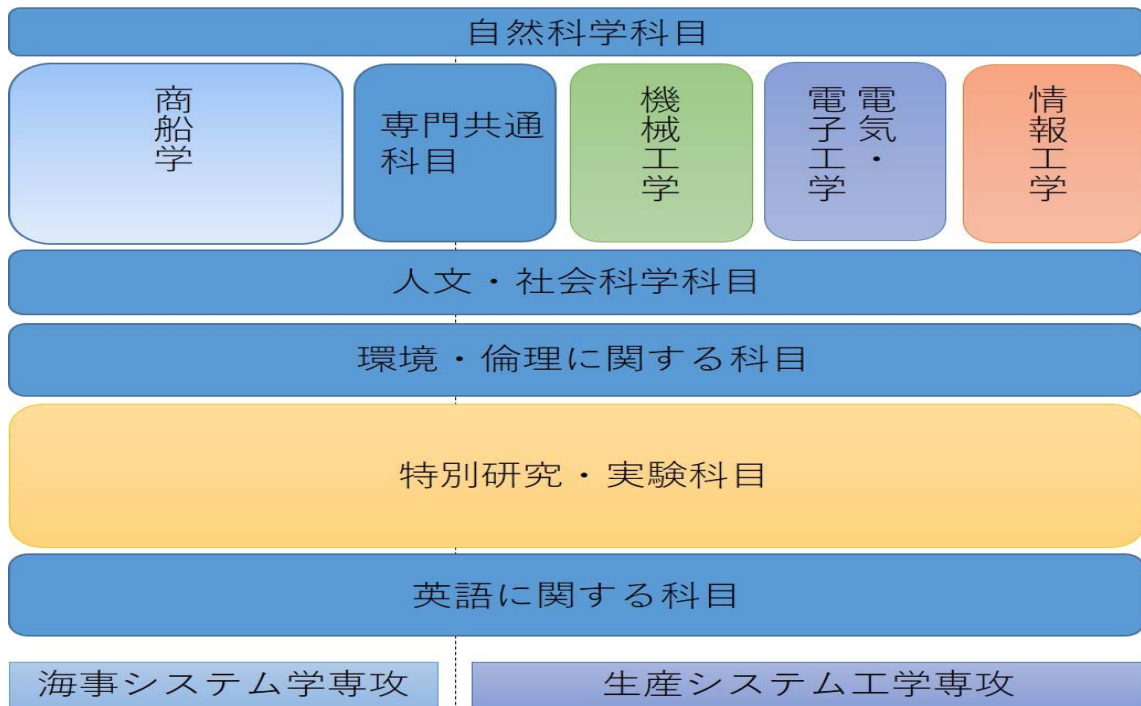 自然科学科目
商船学
専門共通
科目
機械工学
電気・
電子工学
情報工学
人文・社会科学科目
環境・倫理に関する科目
特別研究・実験科目
英語に関する科目
海事システム学専攻
生産システム工学専攻